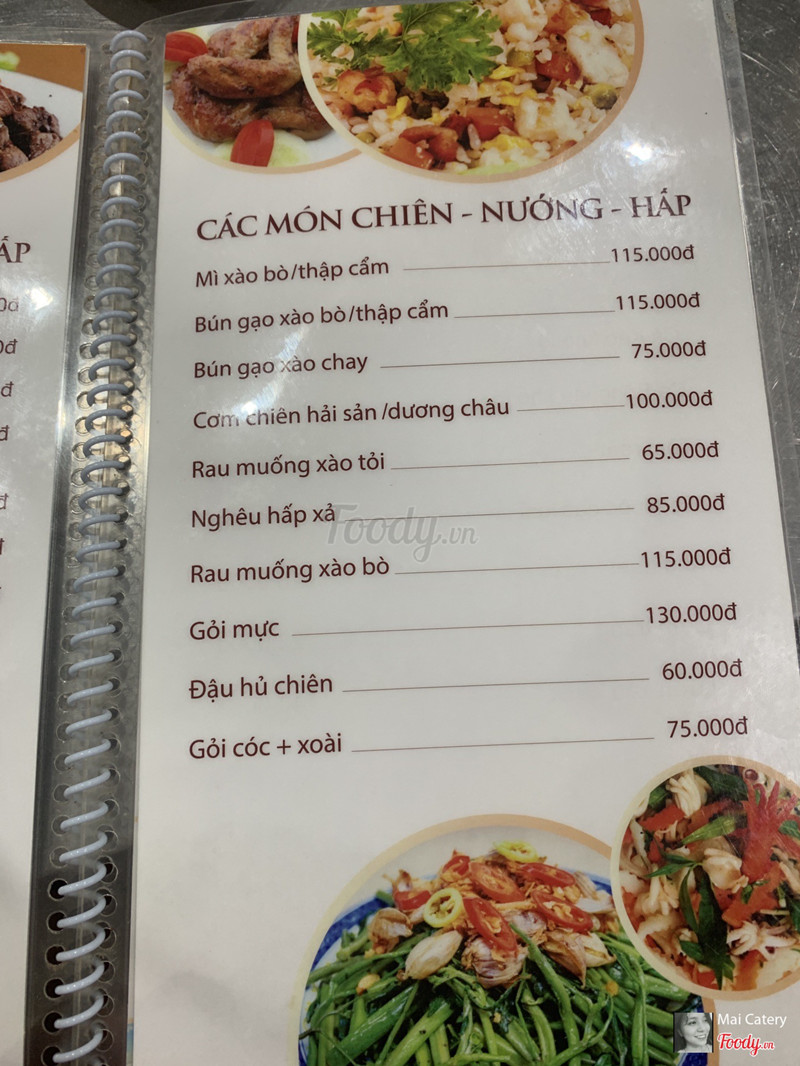 ẤP
0đ
0đ
đ
đ
đ
CÁC MÓN CHIÊN - NƯỚNG - HẤP
Mì xào bò/thập cẩm 115.000đ
Bún gạo xào bò/thập cẩm 115.000đ
Bún gạo xào chay 75.000đ
Cơm chiên hải sản/dương châu 100.000đ
Rau muống xào tỏi 65.000đ
Nghêu hấp xả 85.000đ
Rau muống xào bò 115.000đ
Gỏi mực 130.000đ
Đậu hủ chiên 60.000đ
Gỏi cóc + xoài 75.000đ
Foody.vn
Mai Catery
Foody.vn